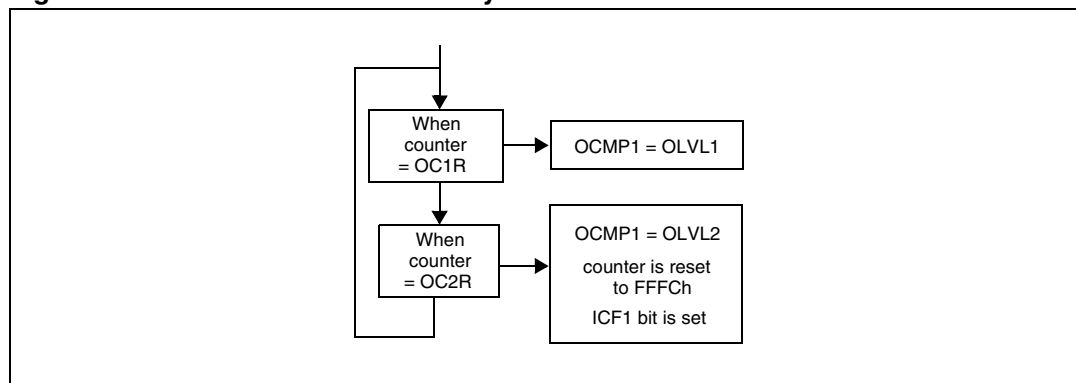 When
counter
= OC1R
OCMP1 = OLVL1
When
counter
= OC2R
OCMP1 = OLVL2
counter is reset
to FFFCh
ICF1 bit is set